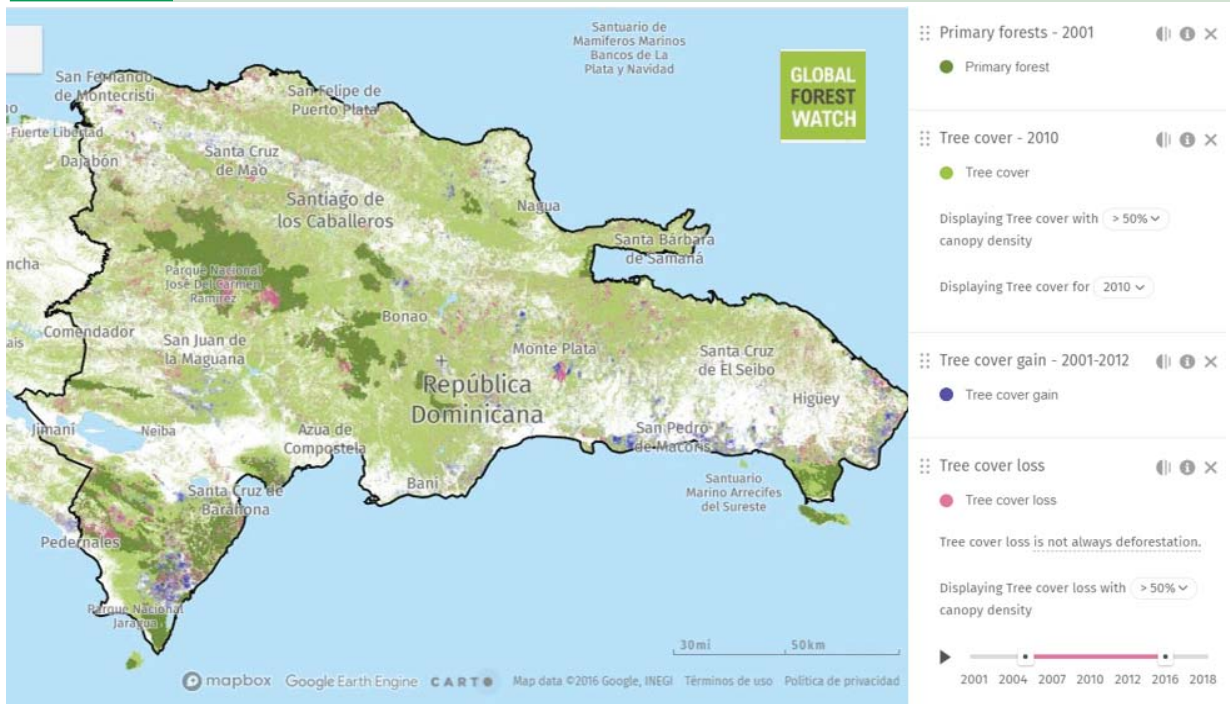 Santuario de
Mamíferos Marinos
Bancos de La
Plata y Navidad
GLOBAL
FOREST
WATCH
San Fernando
de Montecristi
San Felipe de
Puerto Plata
Fuerte Libertad
Dajabón
Santa Cruz
de Mao
Santiago de
los Caballeros
Nagua
Santa Bárbara
de Samaná
Parque Nacional
José Del Carmen
Ramírez
Bonao
Comendador
San Juan de
la Maguana
Monte Plata
Santa Cruz
de El Seibo
República
Dominicana
Higüey
Jimaní
Neiba
Azua de
Compostela
San Pedro
de Macorís
Baní
Santuario
Marino Arrecifes
del Sureste
Santa Cruz de
Barahona
Pedernales
Parque Nacional
Jaragua
30mi
50km
mapbox Google Earth Engine CARTO Map data ©2016 Google, INEGI Términos de uso Política de privacidad
Primary forests - 2001
Primary forest
Tree cover - 2010
Tree cover
Displaying Tree cover with > 50%
canopy density
Displaying Tree cover for 2010
Tree cover gain - 2001-2012
Tree cover gain
Tree cover loss
Tree cover loss
Tree cover loss is not always deforestation.
Displaying Tree cover loss with > 50%
canopy density
2001 2004 2007 2010 2012 2016 2018